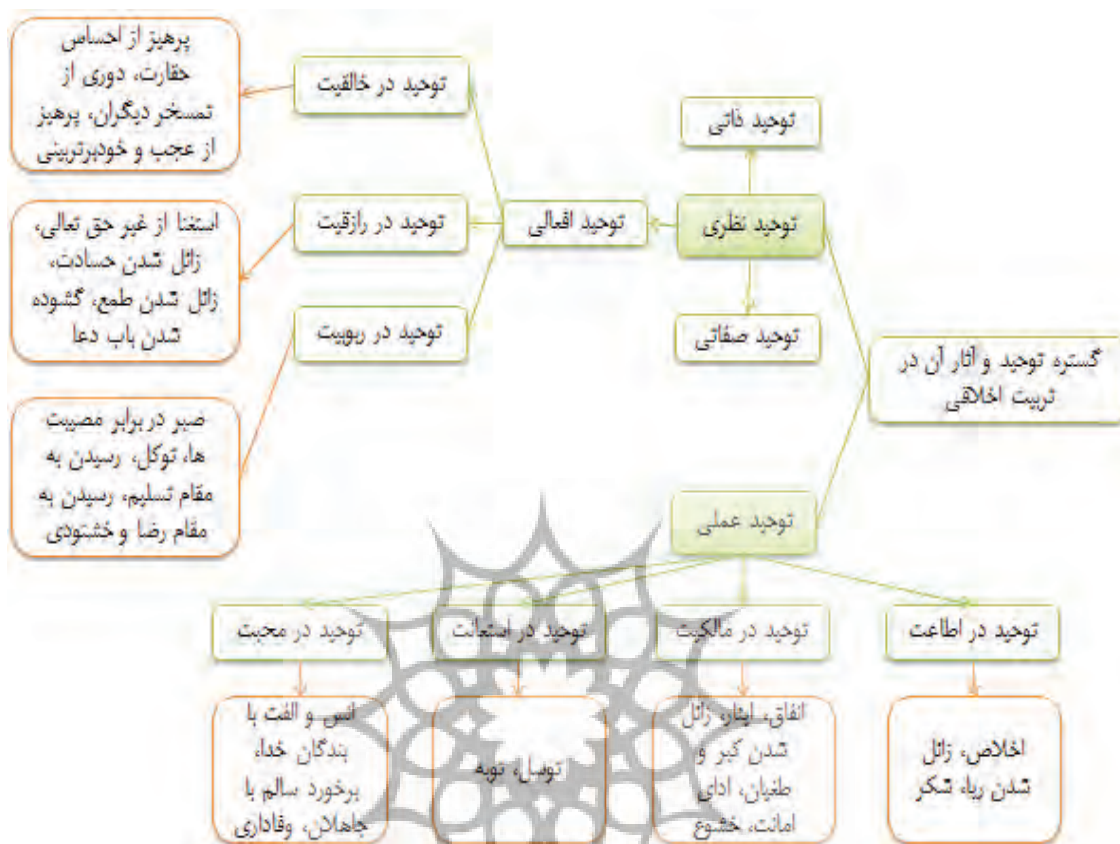 گستره توحید و آثار آن در
تربیت اخلاقی
توحید نظری
توحید ذاتی
توحید صفاتی
توحید افعالی
توحید در خالقیت
پرهیز از احساس
حقارت، دوری از
تمسخر دیگران، پرهیز
از عجب و خودبرتربینی
توحید در رازقیت
استغنا از غیر حق تعالی،
زائل شدن حسادت،
زائل شدن طمع، گشوده
شدن باب دعا
توحید در ربوبیت
صبر در برابر مصیبت
ها، توکل، رسیدن به
مقام تسلیم، رسیدن به
مقام رضا و خشنودی
توحید عملی
توحید در اطاعت
اخلاص، زائل
شدن ریا، شکر
توحید در مالکیت
انفاق، ایثار، زائل
شدن کبر و
طغیان، ادای
امانت، خشوع
توحید در استعانت
توسل، توبه
توحید در محبت
انس و الفت با
بندگان خدا،
برخورد سالم با
جاهلان، وفاداری